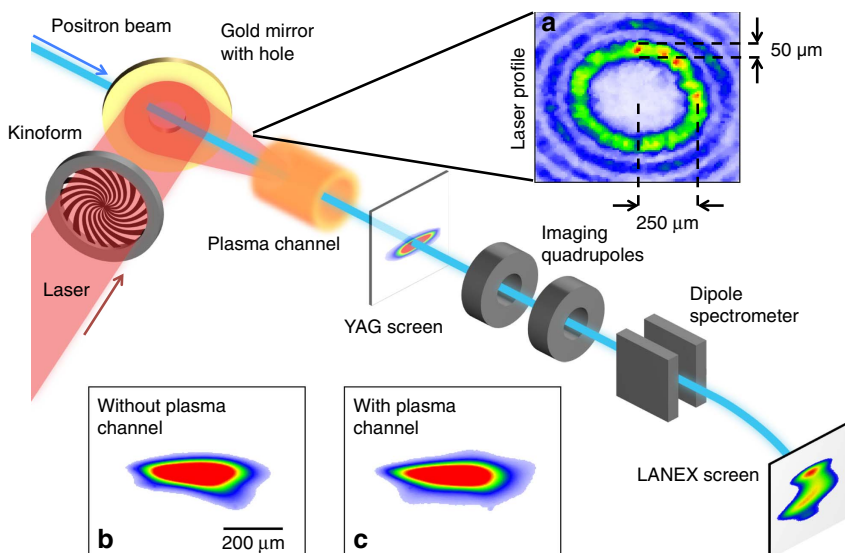 Positron beam
Gold mirror
with hole
Kinoform
Laser
Plasma channel
a
Laser profile
50 µm
250 µm
YAG screen
Imaging
quadrupoles
Dipole
spectrometer
LANEX screen
Without plasma
channel
b
200 µm
With plasma
channel
c